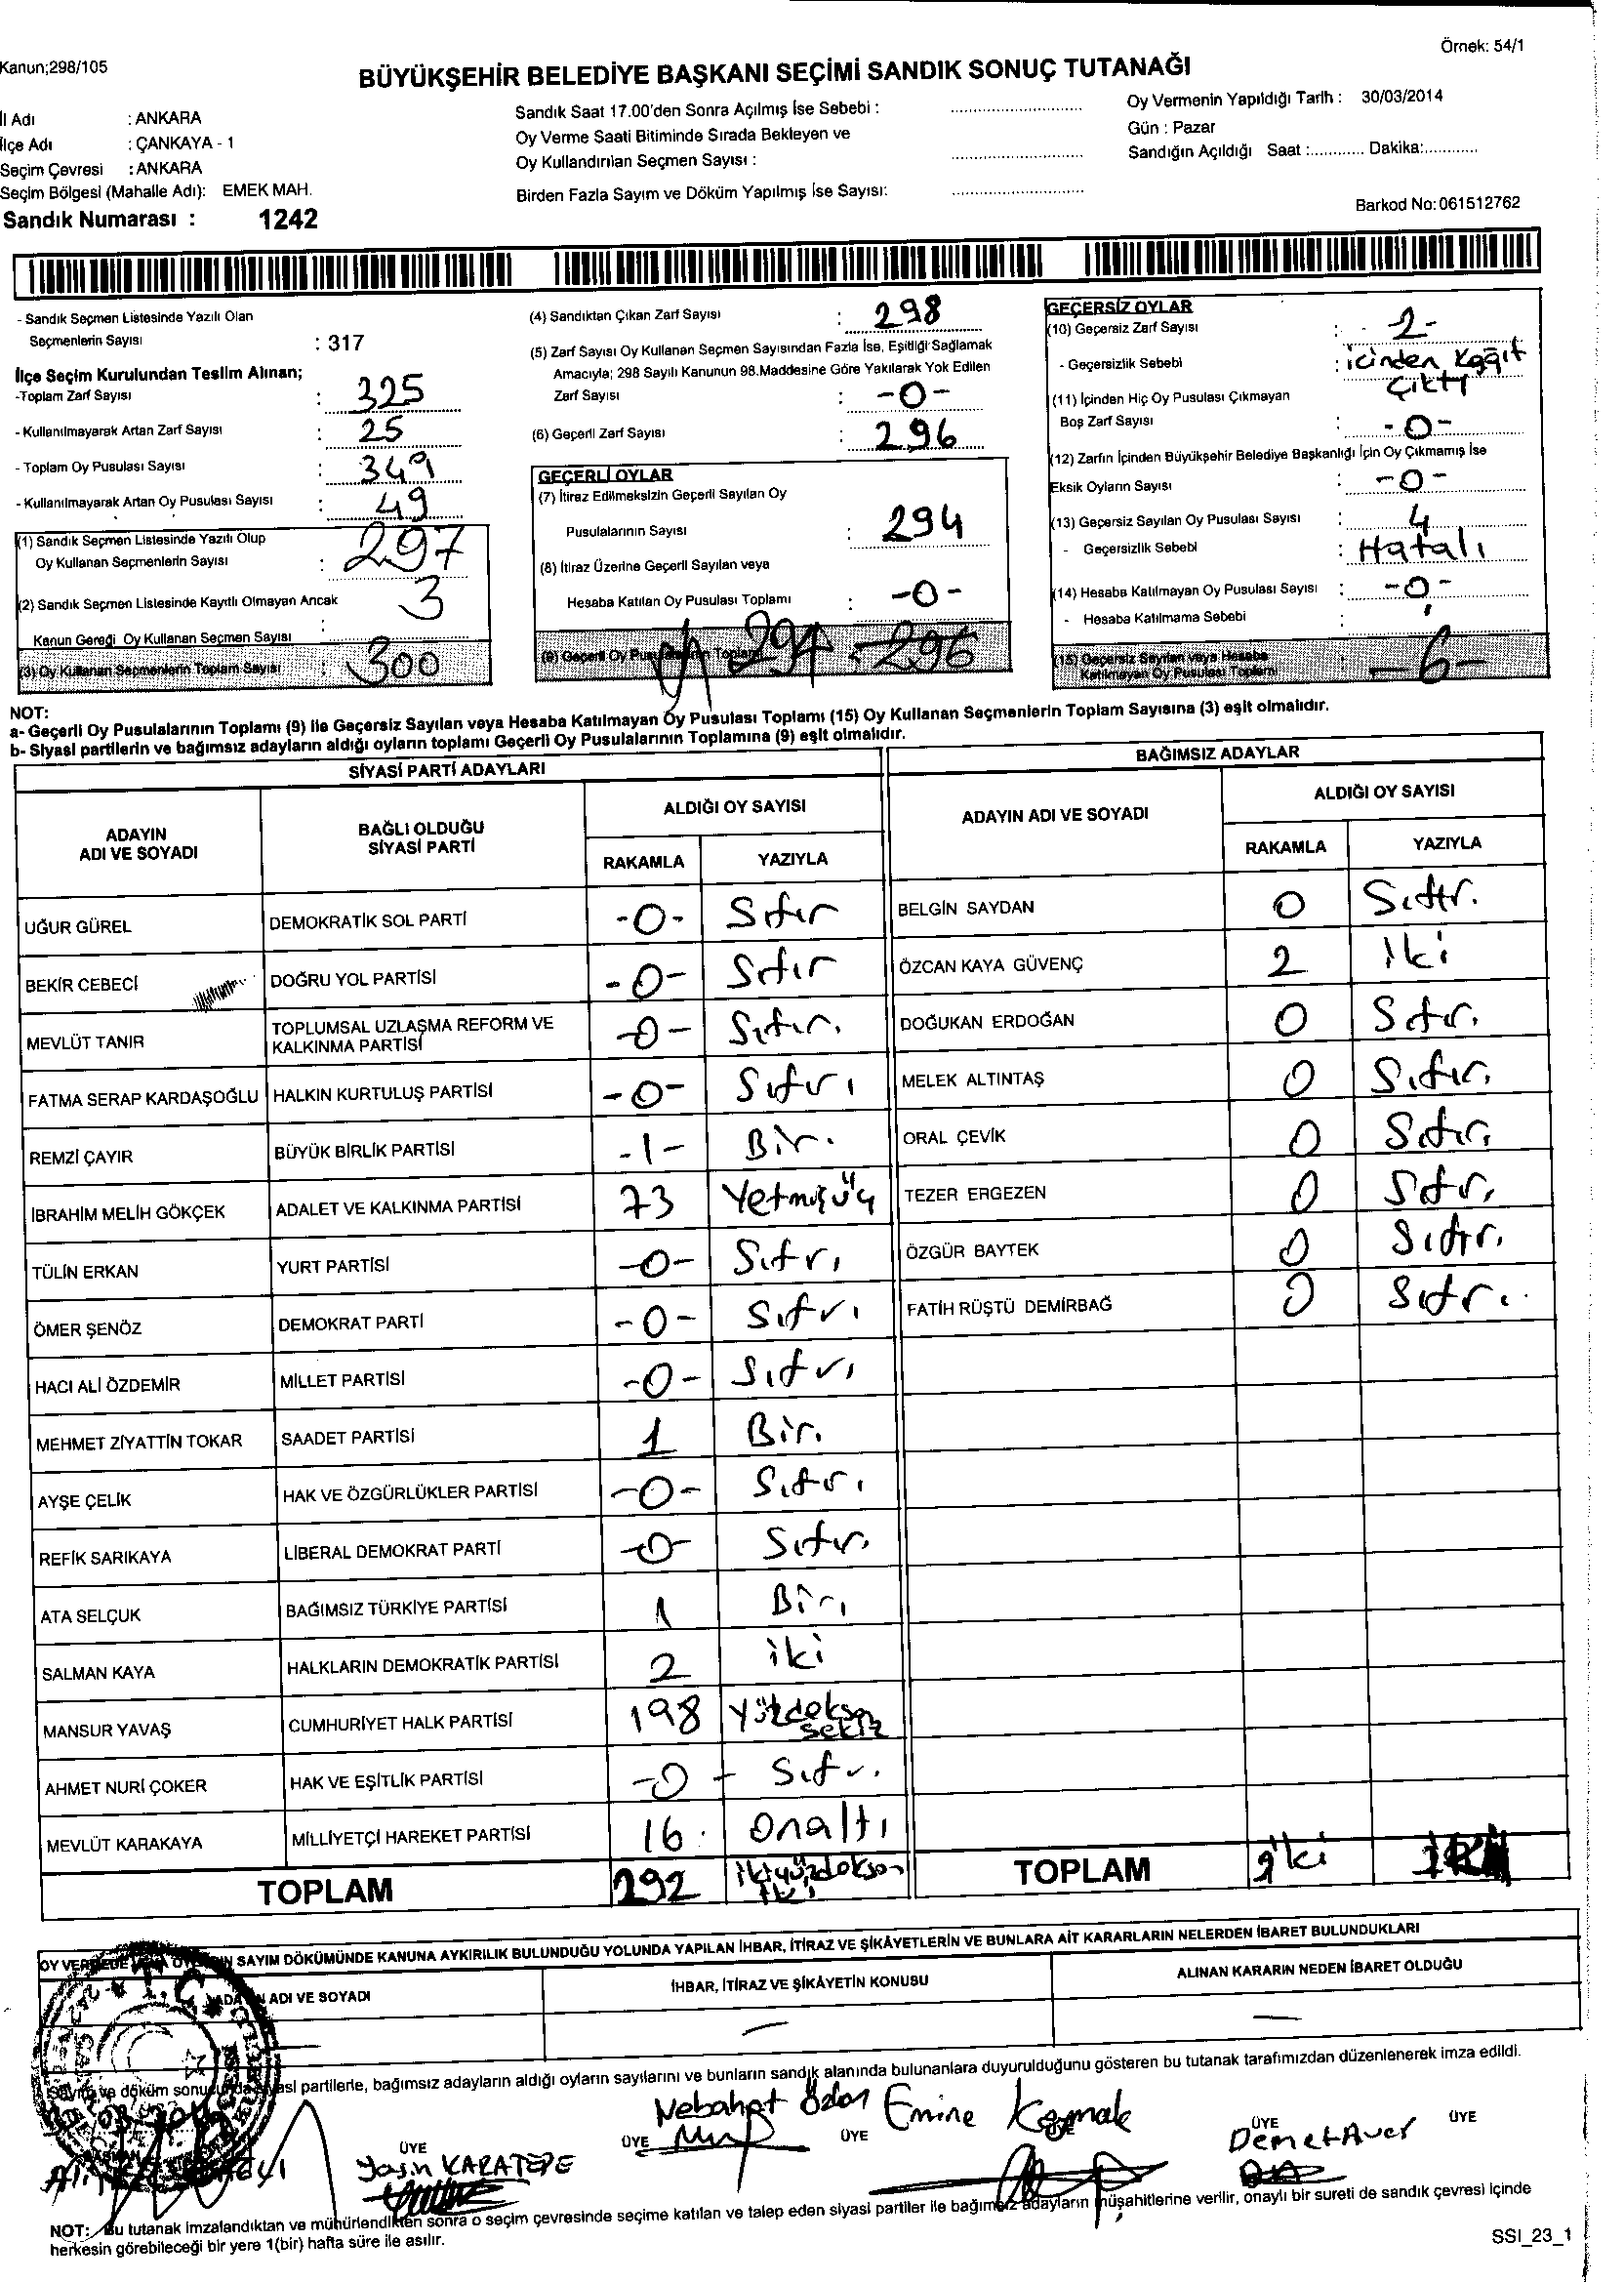 Kanun;298/105
Örnek: 54/1
BÜYÜKŞEHİR BELEDİYE BAŞKANI SEÇİMİ SANDIK SONUÇ TUTANAĞI
İl Adı : ANKARA
İlçe Adı : ÇANKAYA - 1
Seçim Çevresi : ANKARA
Seçim Bölgesi (Mahalle Adı): EMEK MAH.
Sandık Numarası : 1242
Sandık Saat 17.00'den Sonra Açılmış İse Sebebi :
Oy Verme Saati Bitiminde Sırada Bekleyen ve
Oy Kullandırılan Seçmen Sayısı :
Birden Fazla Sayım ve Döküm Yapılmış İse Sayısı:
Oy Vermenin Yapıldığı Tarih : 30/03/2014
Gün : Pazar
Sandığın Açıldığı Saat :............ Dakika:...........
Barkod No: 061512762
- Sandık Seçmen Listesinde Yazılı Olan
Seçmenlerin Sayısı : 317
İlçe Seçim Kurulundan Teslim Alınan;
-Toplam Zarf Sayısı : 325
- Kullanılmayarak Artan Zarf Sayısı : 25
- Toplam Oy Pusulası Sayısı : 349
- Kullanılmayarak Artan Oy Pusulası Sayısı : 49
(1) Sandık Seçmen Listesinde Yazılı Olup
Oy Kullanan Seçmenlerin Sayısı : 297
(2) Sandık Seçmen Listesinde Kayıtlı Olmayan Ancak
Kanun Gereği Oy Kullanan Seçmen Sayısı : 3
(3) Oy Kullanan Seçmenlerin Toplam Sayısı : 300
(4) Sandıktan Çıkan Zarf Sayısı : 298
(5) Zarf Sayısı Oy Kullanan Seçmen Sayısından Fazla İse, Eşitliği Sağlamak
Amacıyla; 298 Sayılı Kanunun 98.Maddesine Göre Yakılarak Yok Edilen
Zarf Sayısı : -0-
(6) Geçerli Zarf Sayısı : 296
GEÇERLİ OYLAR
(7) İtiraz Edilmeksizin Geçerli Sayılan Oy
Pusulalarının Sayısı : 294
(8) İtiraz Üzerine Geçerli Sayılan veya
Hesaba Katılan Oy Pusulası Toplamı : -0-
(9) Geçerli Oy Pusulalarının Toplamı 294 - 296
GEÇERSİZ OYLAR
(10) Geçersiz Zarf Sayısı : -2-
- Geçersizlik Sebebi : içinden Kağıt
Çıktı
(11) İçinden Hiç Oy Pusulası Çıkmayan
Boş Zarf Sayısı : -0-
(12) Zarfın İçinden Büyükşehir Belediye Başkanlığı İçin Oy Çıkmamış İse
Eksik Oyların Sayısı : -0-
(13) Geçersiz Sayılan Oy Pusulası Sayısı : 4
- Geçersizlik Sebebi : Hatalı
(14) Hesaba Katılmayan Oy Pusulası Sayısı : -0-
- Hesaba Katılmama Sebebi :
(15) Geçersiz Sayılan veya Hesaba
Katılmayan Oy Pusulası Toplamı : -6-
NOT:
a- Geçerli Oy Pusulalarının Toplamı (9) ile Geçersiz Sayılan veya Hesaba Katılmayan Oy Pusulası Toplamı (15) Oy Kullanan Seçmenlerin Toplam Sayısına (3) eşit olmalıdır.
b- Siyasi partilerin ve bağımsız adayların aldığı oyların toplamı Geçerli Oy Pusulalarının Toplamına (9) eşit olmalıdır.
SİYASİ PARTİ ADAYLARI
ADAYIN ADI VE SOYADI BAĞLI OLDUĞU SİYASİ PARTİ ALDIĞI OY SAYISI
RAKAMLA YAZIYLA
UĞUR GÜREL DEMOKRATİK SOL PARTİ -0- Sıfır
BEKİR CEBECİ DOĞRU YOL PARTİSİ -0- Sıfır
MEVLÜT TANIR TOPLUMSAL UZLAŞMA REFORM VE KALKINMA PARTİSİ -0- Sıfır.
FATMA SERAP KARDAŞOĞLU HALKIN KURTULUŞ PARTİSİ -0- Sıfır
REMZİ ÇAYIR BÜYÜK BİRLİK PARTİSİ -1- Bir.
İBRAHİM MELİH GÖKÇEK ADALET VE KALKINMA PARTİSİ 73 Yetmişüç
TÜLİN ERKAN YURT PARTİSİ -0- Sıfır
ÖMER ŞENÖZ DEMOKRAT PARTİ -0- Sıfır
HACI ALİ ÖZDEMİR MİLLET PARTİSİ -0- Sıfır
MEHMET ZİYATTİN TOKAR SAADET PARTİSİ 1 Bir.
AYŞE ÇELİK HAK VE ÖZGÜRLÜKLER PARTİSİ -0- Sıfır
REFİK SARIKAYA LİBERAL DEMOKRAT PARTİ -0- Sıfır
ATA SELÇUK BAĞIMSIZ TÜRKİYE PARTİSİ 1 Bir
SALMAN KAYA HALKLARIN DEMOKRATİK PARTİSİ 2 iki
MANSUR YAVAŞ CUMHURİYET HALK PARTİSİ 198 Yüzdoksan sekiz
AHMET NURİ ÇOKER HAK VE EŞİTLİK PARTİSİ -0- Sıfır.
MEVLÜT KARAKAYA MİLLİYETÇİ HAREKET PARTİSİ 16 onaltı
TOPLAM 292 ikiyüzdoksan iki
BAĞIMSIZ ADAYLAR
ADAYIN ADI VE SOYADI ALDIĞI OY SAYISI
RAKAMLA YAZIYLA
BELGİN SAYDAN 0 Sıfır.
ÖZCAN KAYA GÜVENÇ 2 iki
DOĞUKAN ERDOĞAN 0 Sıfır.
MELEK ALTINTAŞ 0 Sıfır.
ORAL ÇEVİK 0 Sıfır.
TEZER ERGEZEN 0 Sıfır.
ÖZGÜR BAYTEK 0 Sıfır.
FATİH RÜŞTÜ DEMİRBAĞ 0 Sıfır.
TOPLAM iki
SAYIM DÖKÜMÜNDE KANUNA AYKIRILIK BULUNDUĞU YOLUNDA YAPILAN İHBAR, İTİRAZ VE ŞİKÂYETLERİN VE BUNLARA AİT KARARLARIN NELERDEN İBARET BULUNDUKLARI
ADI VE SOYADI İHBAR, İTİRAZ VE ŞİKÂYETİN KONUSU ALINAN KARARIN NEDEN İBARET OLDUĞU
Sayım ve döküm sonucunda siyasi partilerle, bağımsız adayların aldığı oyların sayılarını ve bunların sandık alanında bulunanlara duyurulduğunu gösteren bu tutanak tarafımızdan düzenlenerek imza edildi.
Nebahat Özlan Emine Kaymak
ÜYE ÜYE ÜYE ÜYE ÜYE
Yasin KARATEPE Demet Avcı
NOT: Bu tutanak imzalandıktan ve mühürlendikten sonra o seçim çevresinde seçime katılan ve talep eden siyasi partiler ile bağımsız adayların müşahitlerine verilir, onaylı bir sureti de sandık çevresi içinde
herkesin görebileceği bir yere 1(bir) hafta süre ile asılır.
SSI_23_1